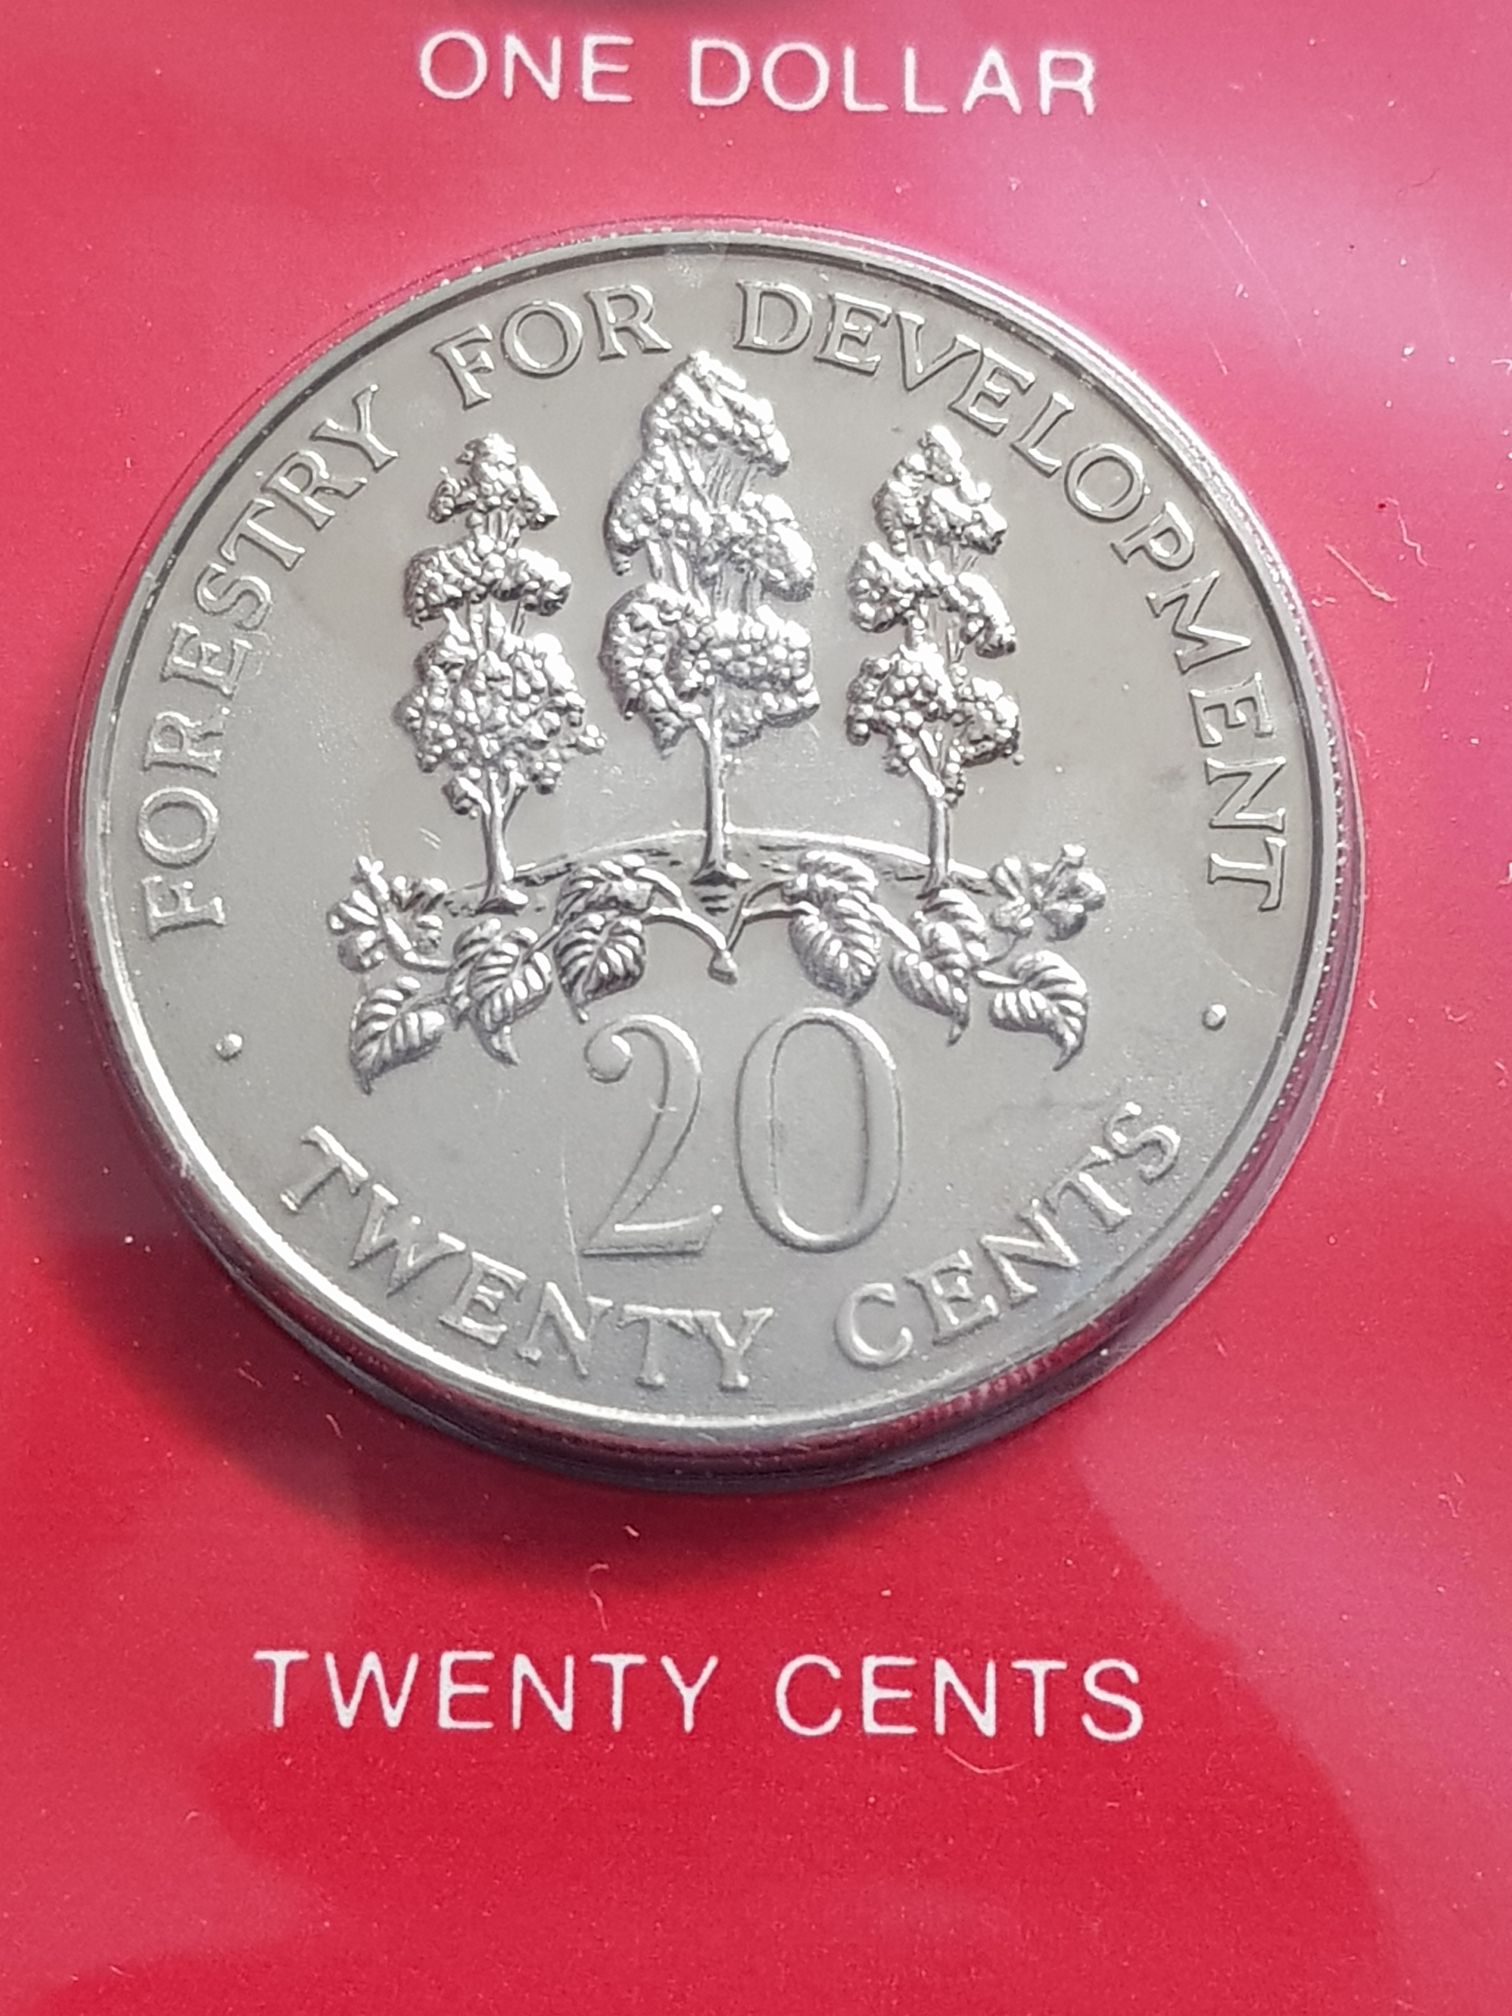 ONE DOLLAR
FORESTRY FOR DEVELOPMENT
20
TWENTY CENTS
TWENTY CENTS